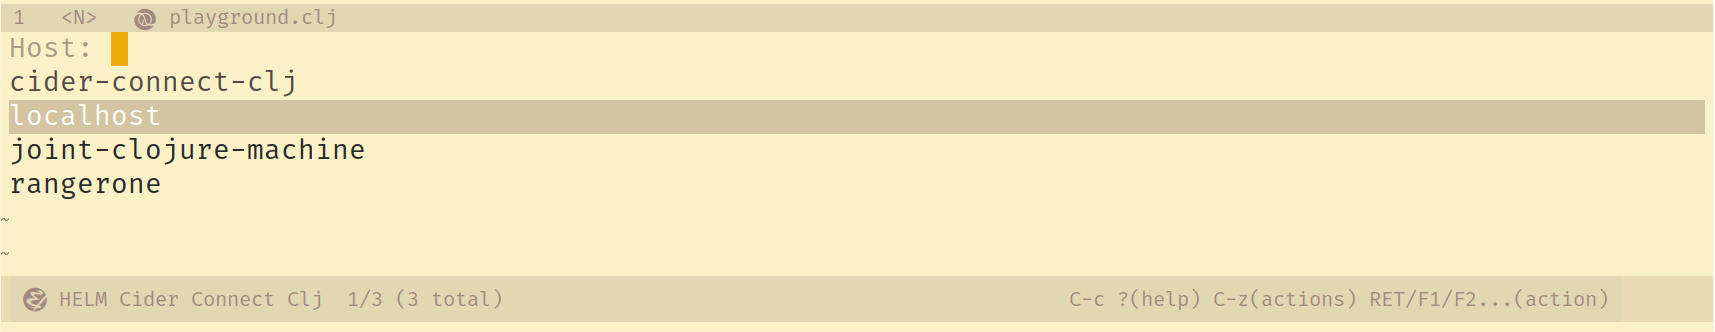 1 <N> playground.clj
Host:
cider-connect-clj
localhost
joint-clojure-machine
rangerone
~
~
HELM Cider Connect Clj 1/3 (3 total) C-c ?(help) C-z(actions) RET/F1/F2...(action)